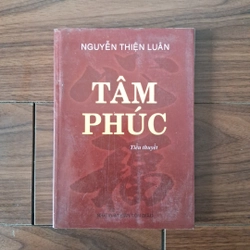 NGUYỄN THIỆN LUÂN
TÂM
PHÚC
Tiểu thuyết